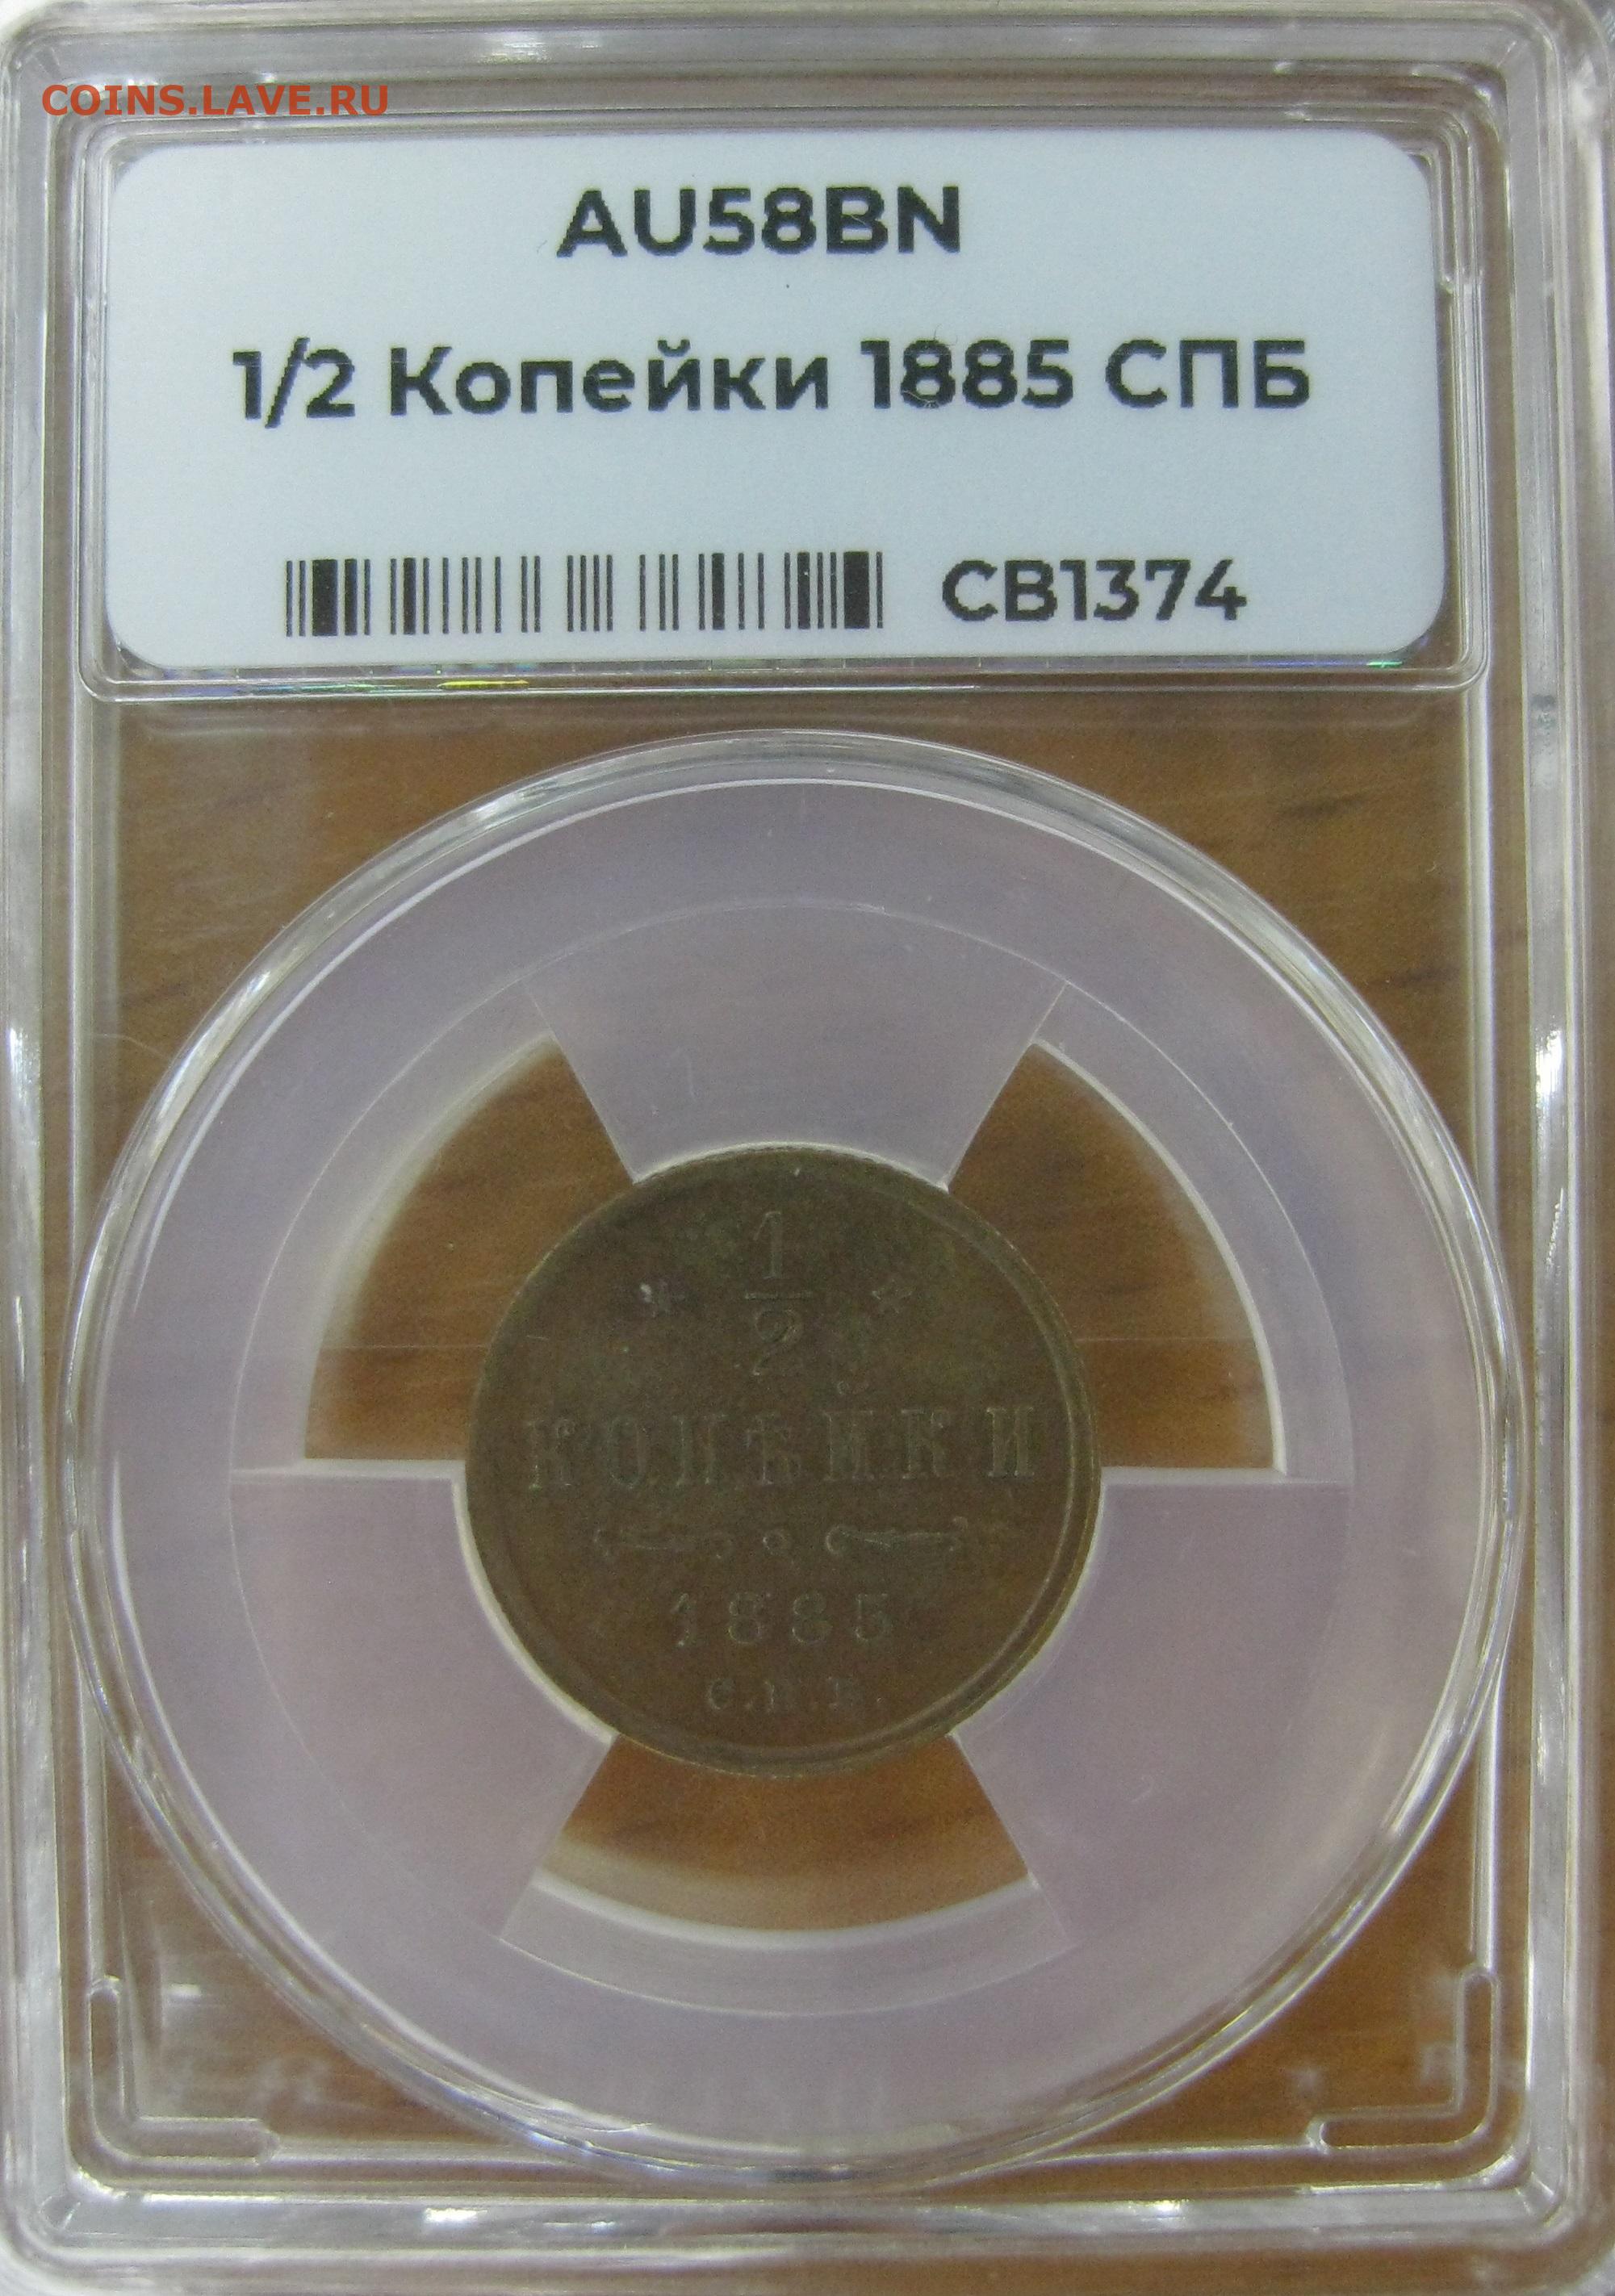 COINS.LAVE.RU
AU58BN
1/2 Копейки 1885 СПБ
CB1374
1
2
КОПѢЙКИ
1885
С.П.Б.